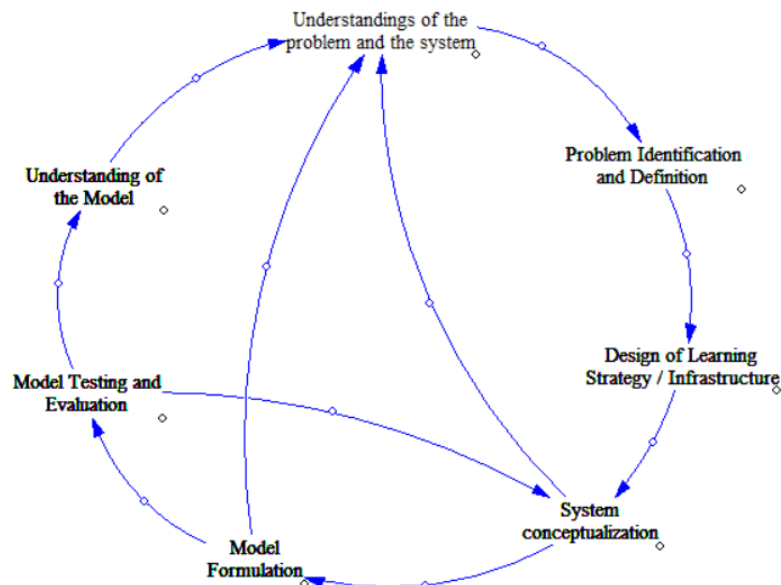 Understandings of the
problem and the system
Problem Identification
and Definition
Design of Learning
Strategy / Infrastructure
System
conceptualization
Model
Formulation
Model Testing and
Evaluation
Understanding of
the Model